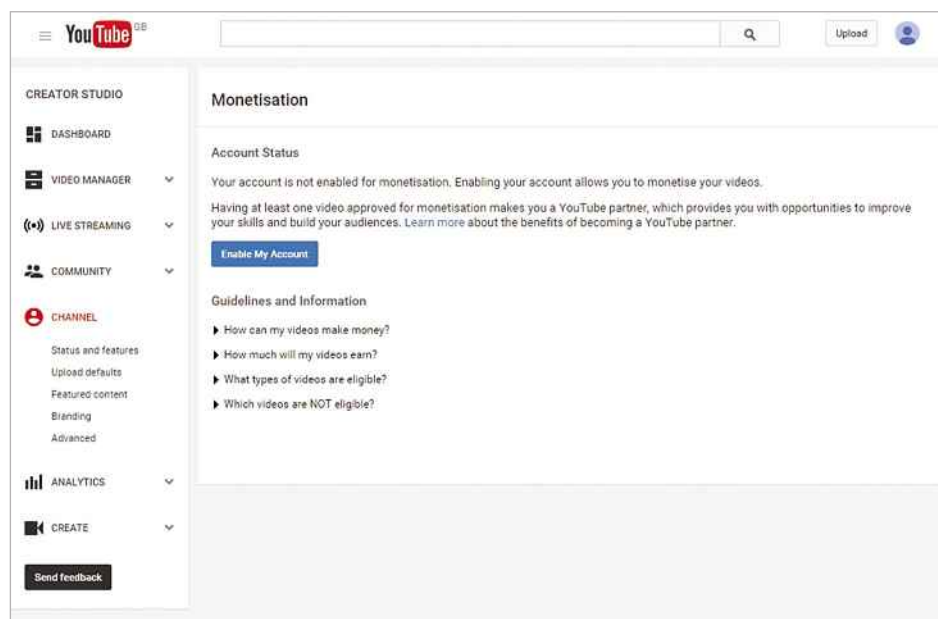 YouTube GB
Upload
CREATOR STUDIO
DASHBOARD
VIDEO MANAGER
LIVE STREAMING
COMMUNITY
CHANNEL
Status and features
Upload defaults
Featured content
Branding
Advanced
ANALYTICS
CREATE
Send feedback
Monetisation
Account Status
Your account is not enabled for monetisation. Enabling your account allows you to monetise your videos.
Having at least one video approved for monetisation makes you a YouTube partner, which provides you with opportunities to improve
your skills and build your audiences. Learn more about the benefits of becoming a YouTube partner.
Enable My Account
Guidelines and Information
How can my videos make money?
How much will my videos earn?
What types of videos are eligible?
Which videos are NOT eligible?